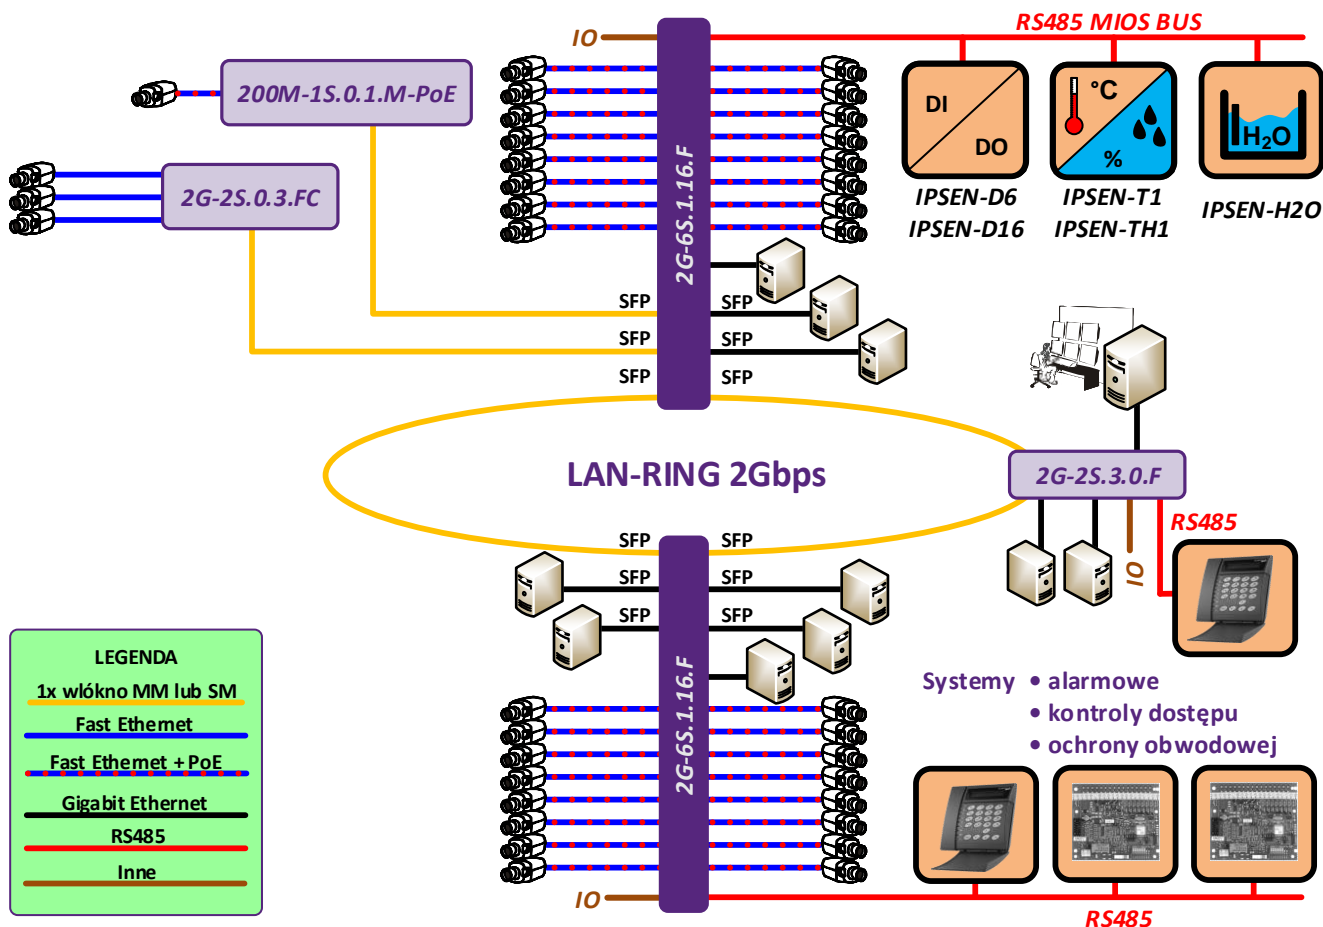 IO
RS485 MIOS BUS
200M-1S.0.1.M-PoE
2G-2S.0.3.FC
2G-6S.1.16.F
DI
DO
°C
%
H2O
IPSEN-D6
IPSEN-D16
IPSEN-T1
IPSEN-TH1
IPSEN-H2O
SFP
SFP
SFP
SFP
SFP
SFP
LAN-RING 2Gbps
2G-2S.3.0.F
RS485
IO
SFP
SFP
SFP
SFP
SFP
SFP
2G-6S.1.16.F
LEGENDA
1x wlókno MM lub SM
Fast Ethernet
Fast Ethernet + PoE
Gigabit Ethernet
RS485
Inne
Systemy • alarmowe
• kontroly dostępu
• ochrony obwodowej
IO
RS485